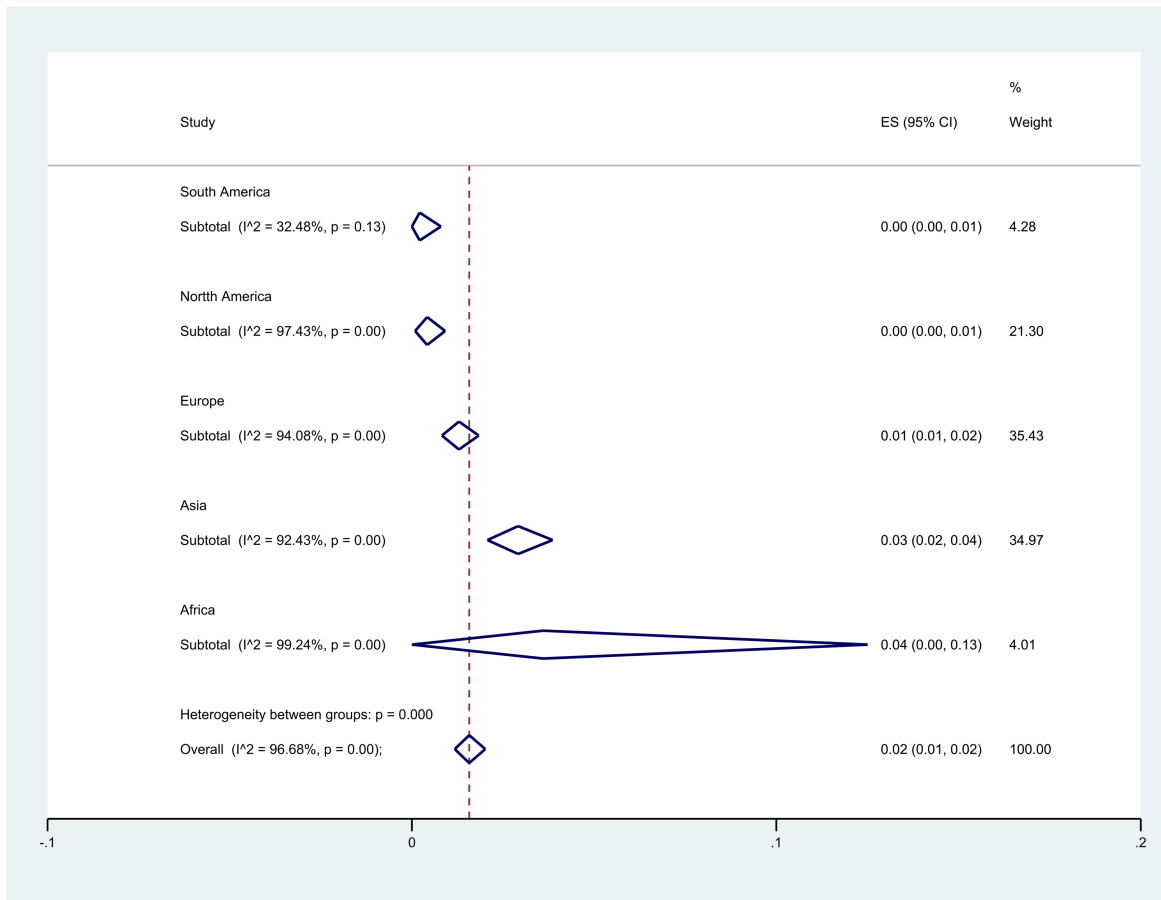 %
Study ES (95% CI) Weight
South America
Subtotal (I^2 = 32.48%, p = 0.13) 0.00 (0.00, 0.01) 4.28
Nortth America
Subtotal (I^2 = 97.43%, p = 0.00) 0.00 (0.00, 0.01) 21.30
Europe
Subtotal (I^2 = 94.08%, p = 0.00) 0.01 (0.01, 0.02) 35.43
Asia
Subtotal (I^2 = 92.43%, p = 0.00) 0.03 (0.02, 0.04) 34.97
Africa
Subtotal (I^2 = 99.24%, p = 0.00) 0.04 (0.00, 0.13) 4.01
Heterogeneity between groups: p = 0.000
Overall (I^2 = 96.68%, p = 0.00); 0.02 (0.01, 0.02) 100.00
-.1 0 .1 .2